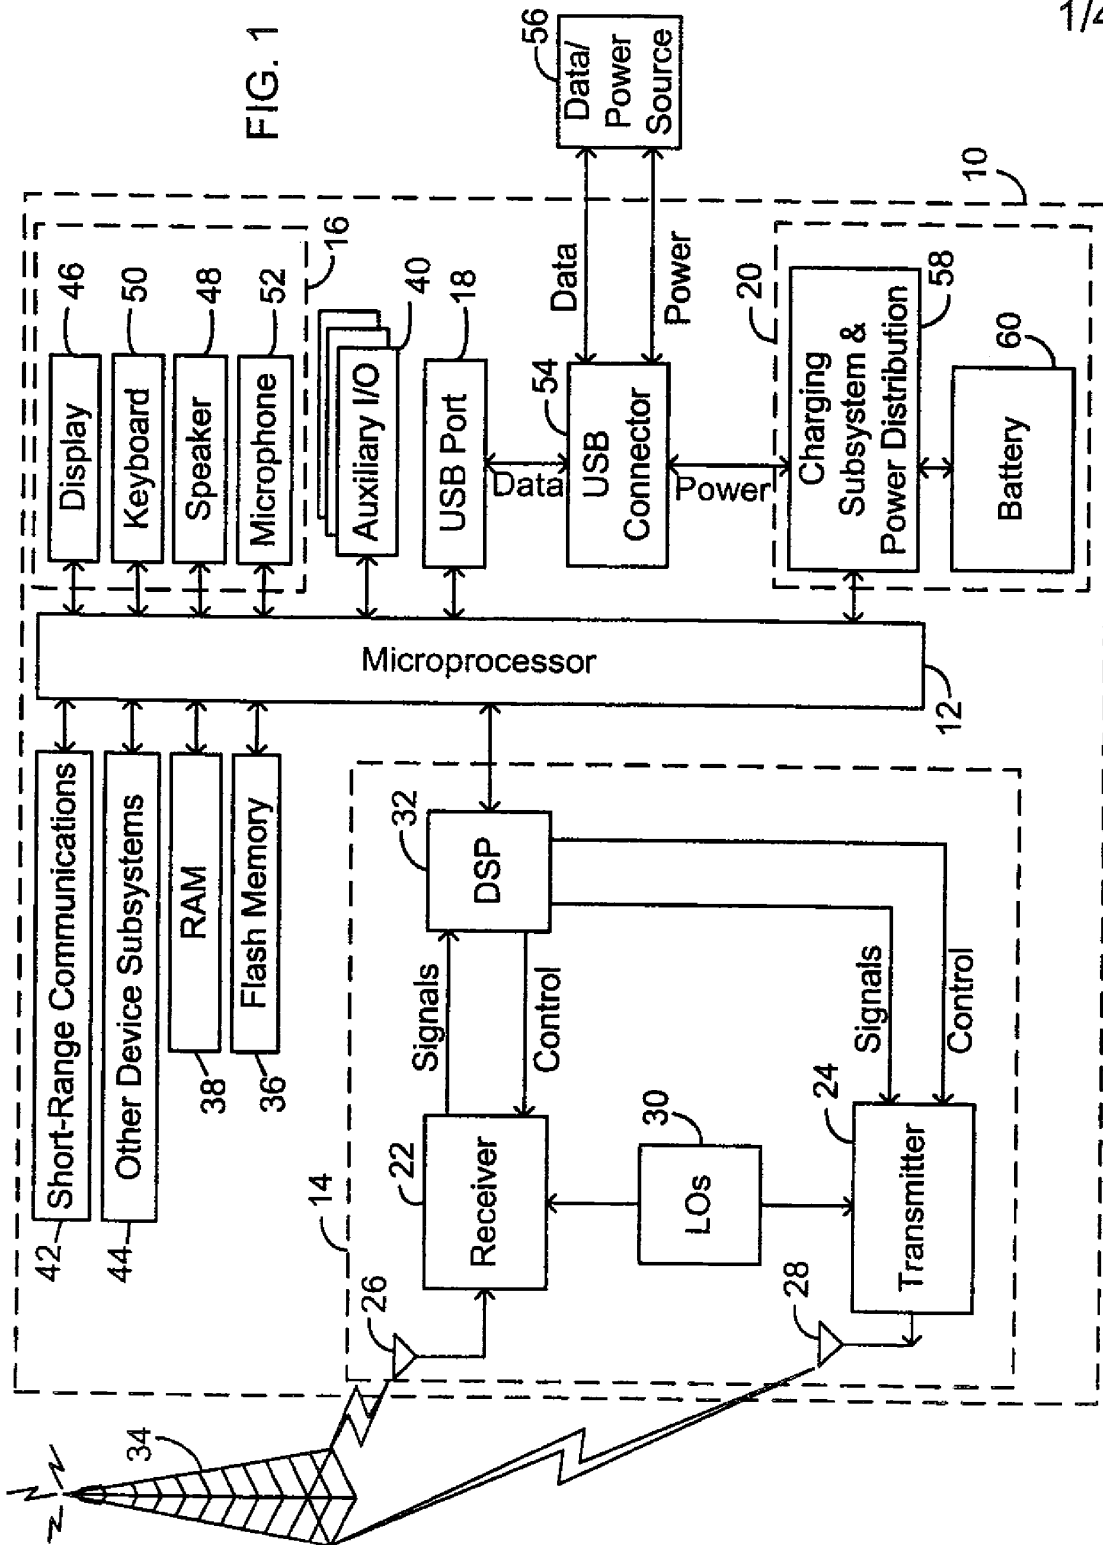 1/4
FIG. 1
42
Short-Range Communications
44
Other Device Subsystems
38
RAM
36
Flash Memory
Microprocessor
12
Display
46
Keyboard
50
Speaker
48
Microphone
52
16
Auxiliary I/O
40
USB Port
18
Data
USB
Connector
54
Data
Power
Data/
Power
Source
56
Power
20
Charging
Subsystem &
Power Distribution
58
Battery
60
10
14
34
26
Receiver
22
Signals
Control
DSP
32
LOs
30
28
Transmitter
24
Signals
Control